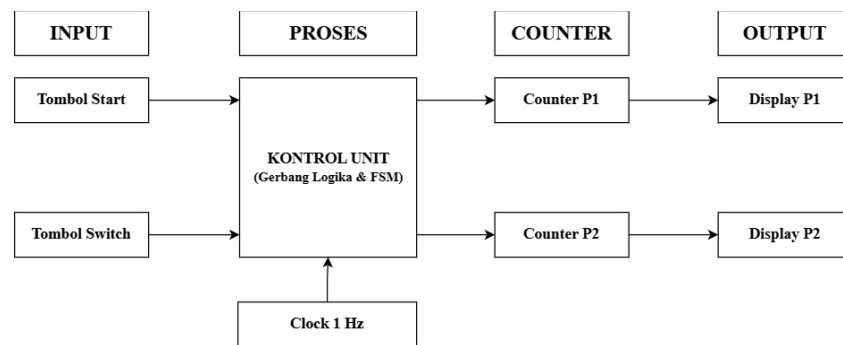 INPUT
PROSES
COUNTER
OUTPUT
Tombol Start
Counter P1
Display P1
KONTROL UNIT
(Gerbang Logika & FSM)
Tombol Switch
Counter P2
Display P2
Clock 1 Hz